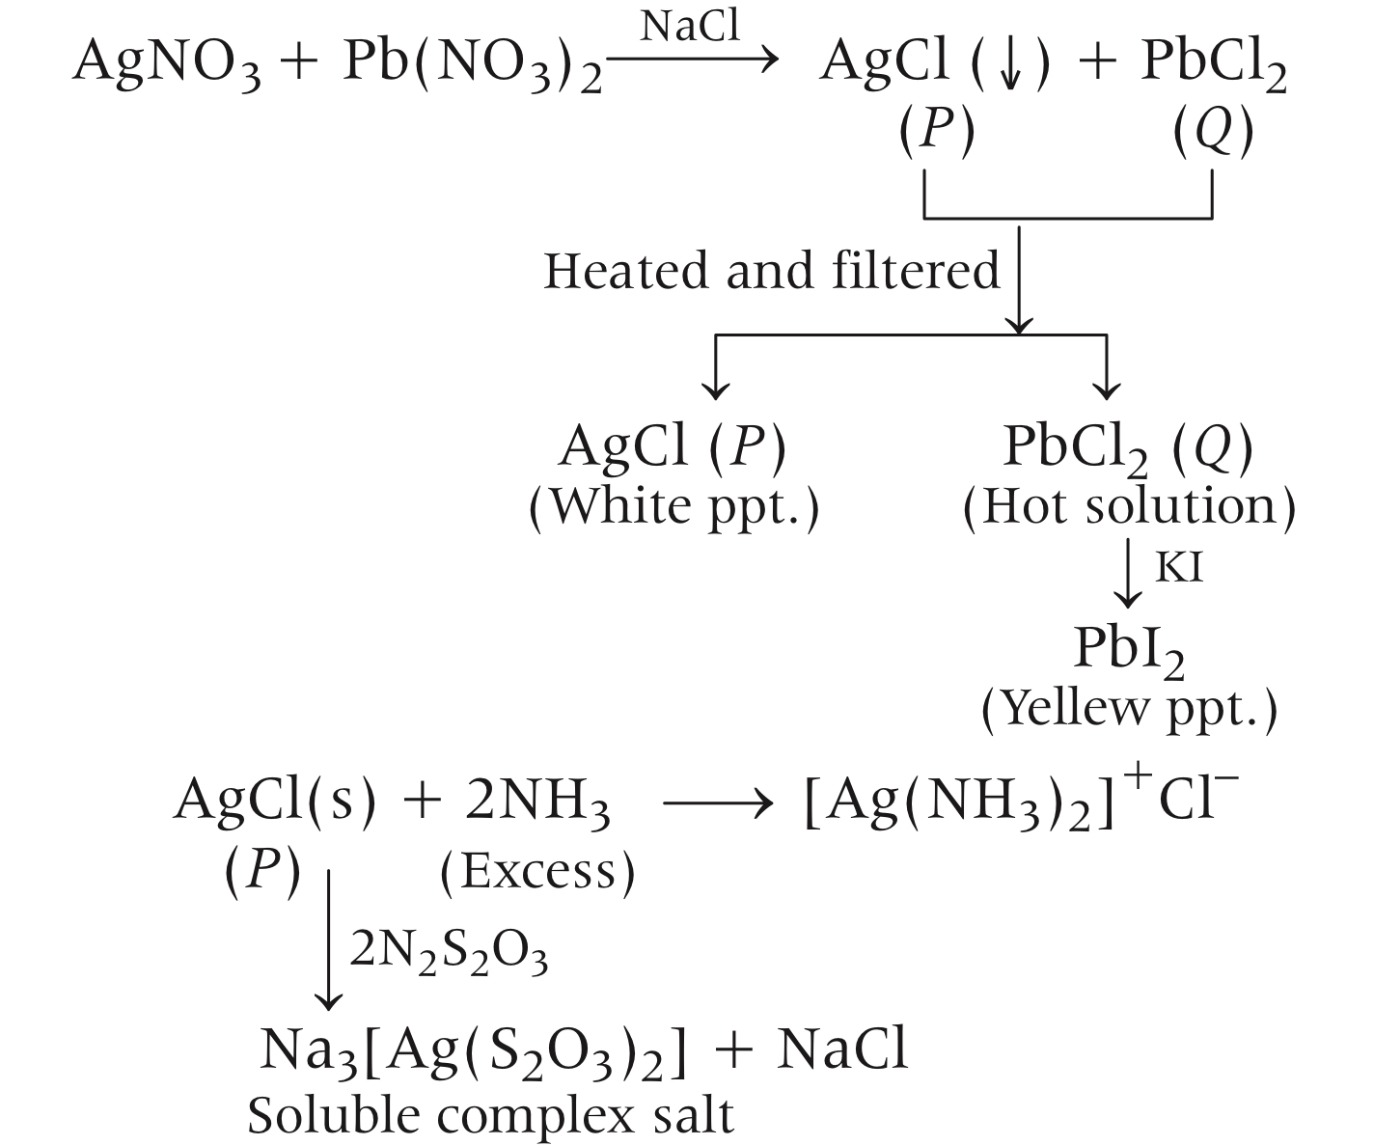 AgNO₃ + Pb(NO₃)₂ ⟶ NaCl AgCl (↓) + PbCl₂
(P) (Q)
Heated and filtered
AgCl (P) PbCl₂ (Q)
(White ppt.) (Hot solution)
↓ KI
PbI₂
(Yellew ppt.)
AgCl(s) + 2NH₃ ⟶ [Ag(NH₃)₂]⁺Cl⁻
(P) (Excess)
2N₂S₂O₃
Na₃[Ag(S₂O₃)₂] + NaCl
Soluble complex salt